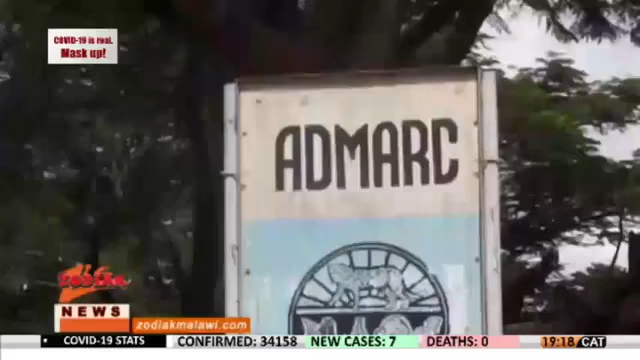 COVID-19 is real.
Mask up!
ADMARC
zodiak
NEWS
zodiakmalawi.com
• COVID-19 STATS CONFIRMED: 34158 NEW CASES: 7 DEATHS: 0 19:18 CAT